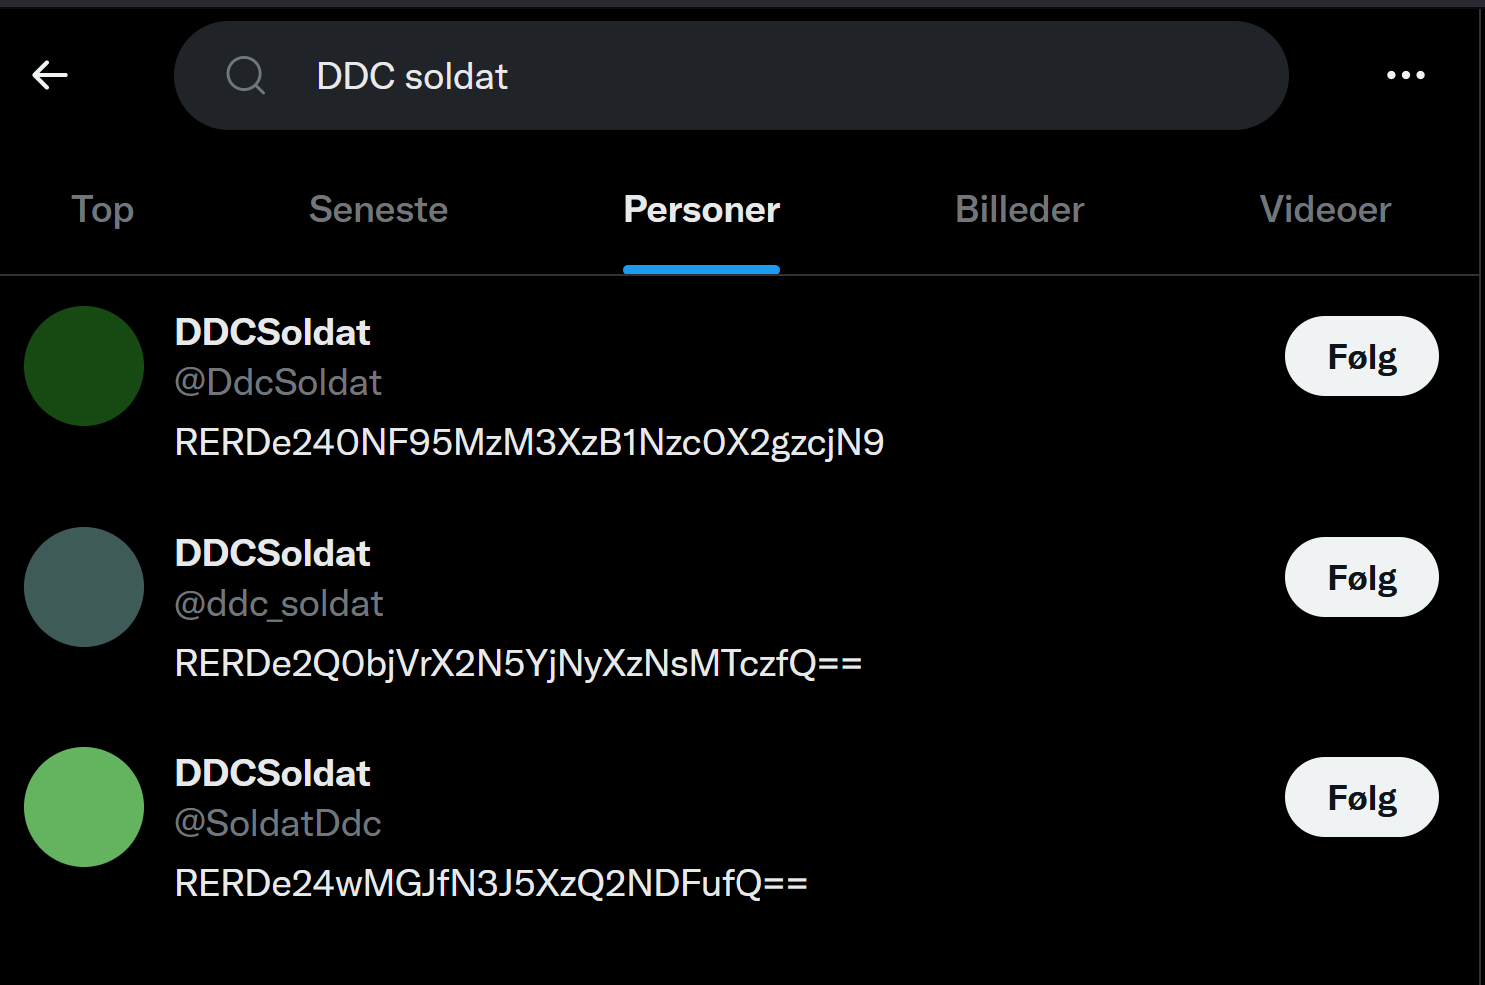 DDC soldat
Top Seneste Personer Billeder Videoer
DDCSoldat
@DdcSoldat
Følg
RERDe240NF95MzM3XzB1Nzc0X2gzcjN9
DDCSoldat
@ddc_soldat
Følg
RERDe2Q0bjVrX2N5YjNyXzNsMTczfQ==
DDCSoldat
@SoldatDdc
Følg
RERDe24wMGJfN3J5XzQ2NDFufQ==